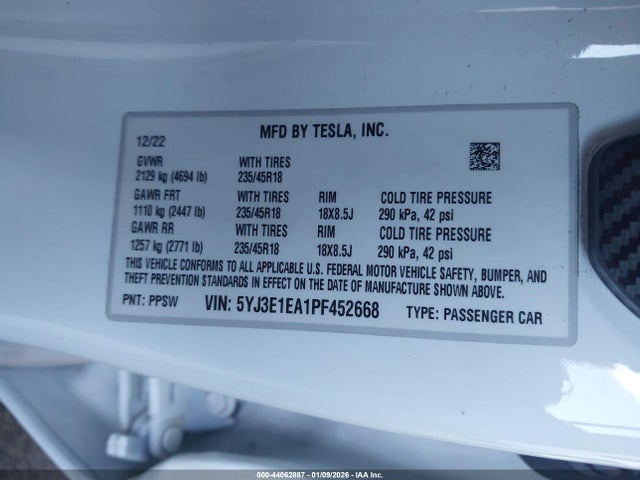 MFD BY TESLA, INC.
12/22
GVWR WITH TIRES
2129 kg (4694 lb) 235/45R18
GAWR FRT WITH TIRES RIM COLD TIRE PRESSURE
1110 kg (2447 lb) 235/45R18 18X8.5J 290 kPa, 42 psi
GAWR RR WITH TIRES RIM COLD TIRE PRESSURE
1257 kg (2771 lb) 235/45R18 18X8.5J 290 kPa, 42 psi
THIS VEHICLE CONFORMS TO ALL APPLICABLE U.S. FEDERAL MOTOR VEHICLE SAFETY, BUMPER, AND
THEFT PREVENTION STANDARDS IN EFFECT ON THE DATE OF MANUFACTURE SHOWN ABOVE.
PNT: PPSW VIN: 5YJ3E1EA1PF452668 TYPE: PASSENGER CAR
000-44062887 - 01/09/2026 - IAA, Inc.